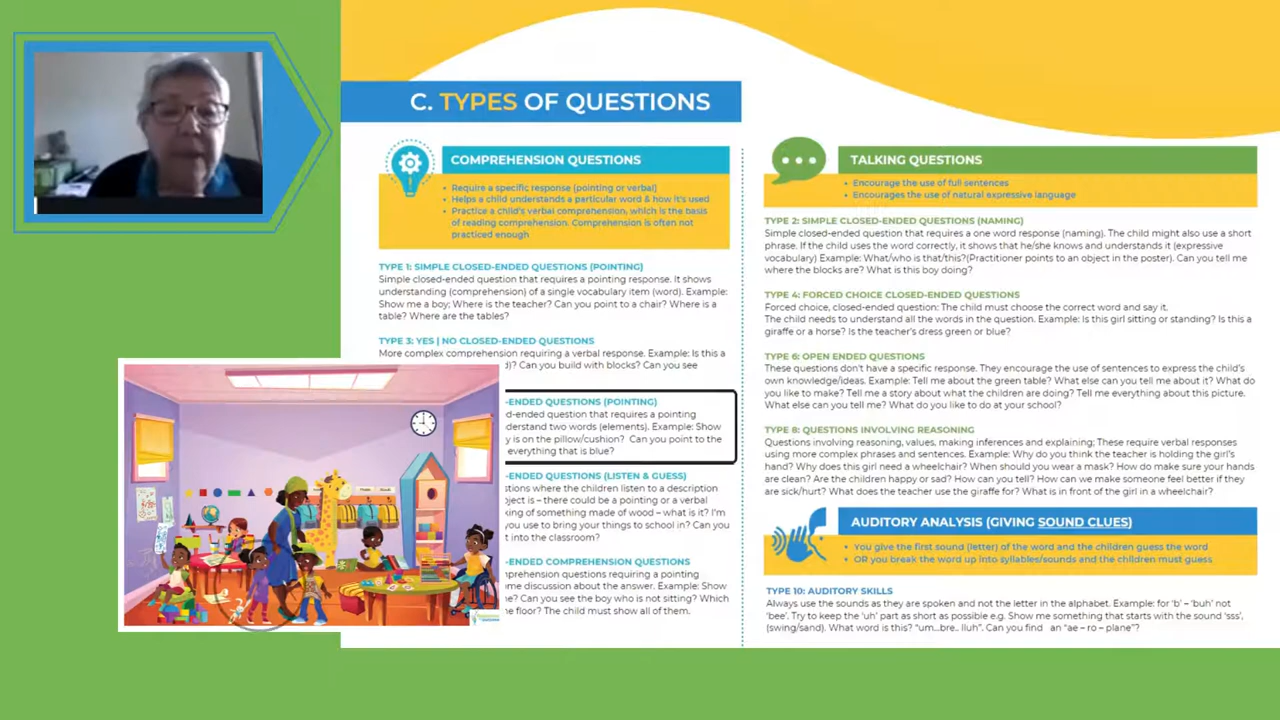 C. TYPES OF QUESTIONS
COMPREHENSION QUESTIONS
• Require a specific response (pointing or verbal)
• Helps a child understands a particular word & how it's used
• Practice a child's verbal comprehension, which is the basis
of reading comprehension. Comprehension is often not
practiced enough
TYPE 1: SIMPLE CLOSED-ENDED QUESTIONS (POINTING)
Simple closed-ended question that requires a pointing response. It shows
understanding (comprehension) of a single vocabulary item (word). Example:
Show me a boy; Where is the teacher? Can you point to a chair? Where is a
table? Where are the tables?
TYPE 3: YES | NO CLOSED-ENDED QUESTIONS
More complex comprehension requiring a verbal response. Example: Is this a
d)? Can you build with blocks? Can you see
-ENDED QUESTIONS (POINTING)
d-ended question that requires a pointing
derstand two words (elements). Example: Show
y is on the pillow/cushion? Can you point to the
everything that is blue?
-ENDED QUESTIONS (LISTEN & GUESS)
stions where the children listen to a description
bject is – there could be a pointing or a verbal
king of something made of wood – what is it? I'm
you use to bring your things to school in? Can you
t into the classroom?
-ENDED COMPREHENSION QUESTIONS
prehension questions requiring a pointing
me discussion about the answer. Example: Show
e? Can you see the boy who is not sitting? Which
he floor? The child must show all of them.
TALKING QUESTIONS
• Encourage the use of full sentences
• Encourages the use of natural expressive language
TYPE 2: SIMPLE CLOSED-ENDED QUESTIONS (NAMING)
Simple closed-ended question that requires a one word response (naming). The child might also use a short
phrase. If the child uses the word correctly, it shows that he/she knows and understands it (expressive
vocabulary) Example: What/who is that/this?(Practitioner points to an object in the poster). Can you tell me
where the blocks are? What is this boy doing?
TYPE 4: FORCED CHOICE CLOSED-ENDED QUESTIONS
Forced choice, closed-ended question: The child must choose the correct word and say it.
The child needs to understand all the words in the question. Example: Is this girl sitting or standing? Is this a
giraffe or a horse? Is the teacher's dress green or blue?
TYPE 6: OPEN ENDED QUESTIONS
These questions don't have a specific response. They encourage the use of sentences to express the child's
own knowledge/ideas. Example: Tell me about the green table? What else can you tell me about it? What do
you like to make? Tell me a story about what the children are doing? Tell me everything about this picture.
What else can you tell me? What do you like to do at your school?
TYPE 8: QUESTIONS INVOLVING REASONING
Questions involving reasoning, values, making inferences and explaining; These require verbal responses
using more complex phrases and sentences. Example: Why do you think the teacher is holding the girl's
hand? Why does this girl need a wheelchair? When should you wear a mask? How do make sure your hands
are clean? Are the children happy or sad? How can you tell? How can we make someone feel better if they
are sick/hurt? What does the teacher use the giraffe for? What is in front of the girl in a wheelchair?
AUDITORY ANALYSIS (GIVING SOUND CLUES)
• You give the first sound (letter) of the word and the children guess the word
• OR you break the word up into syllables/sounds and the children must guess
TYPE 10: AUDITORY SKILLS
Always use the sounds as they are spoken and not the letter in the alphabet. Example: for 'b' – 'buh' not
'bee'. Try to keep the 'uh' part as short as possible e.g. Show me something that starts with the sound 'sss',
(swing/sand). What word is this? "um...bre.. lluh". Can you find an "ae – ro – plane"?